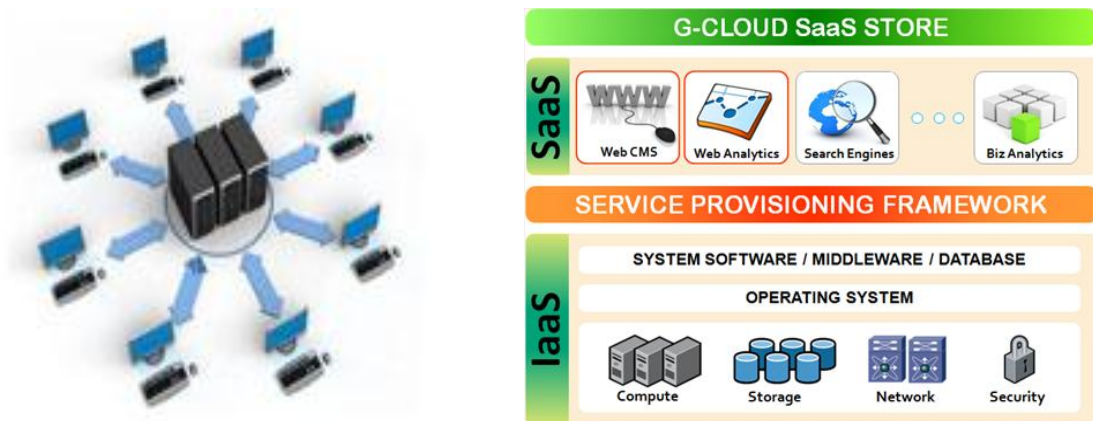 G-CLOUD SaaS STORE
SaaS
WWW
Web CMS
Web Analytics
Search Engines
Biz Analytics
SERVICE PROVISIONING FRAMEWORK
IaaS
SYSTEM SOFTWARE / MIDDLEWARE / DATABASE
OPERATING SYSTEM
Compute
Storage
Network
Security